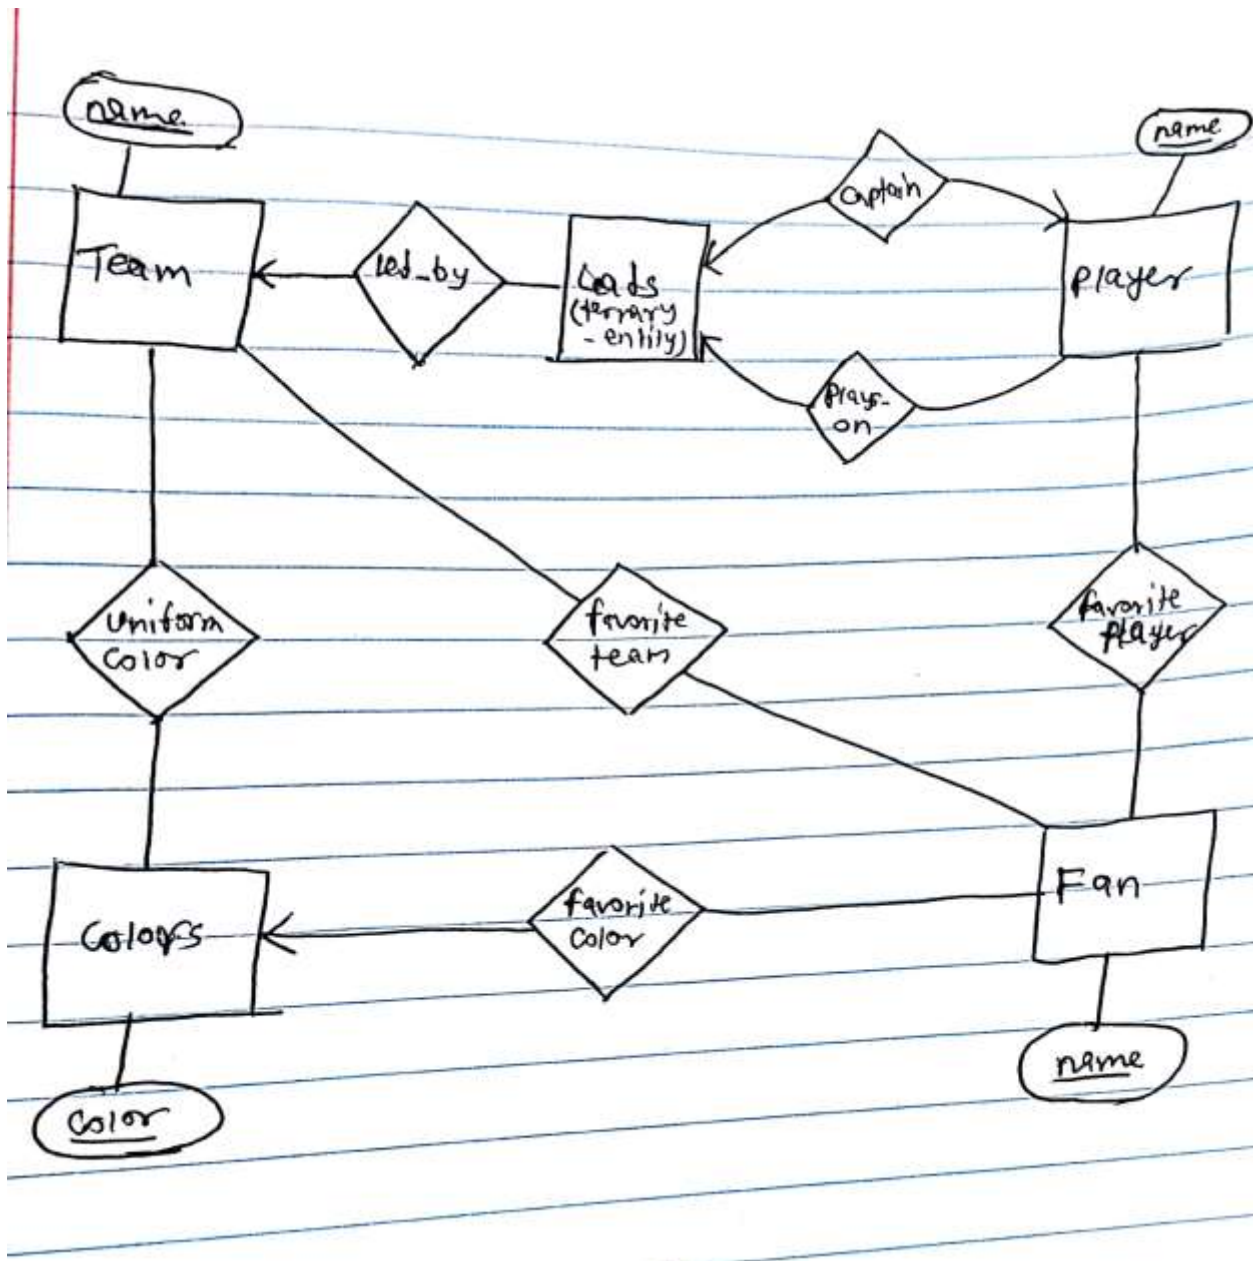 name
name
Captain
Team
Led_by
Leads
(ternary
- entity)
player
Plays-
on
Uniform
Color
favorite
team
favorite
player
Colors
favorite
color
Fan
color
name